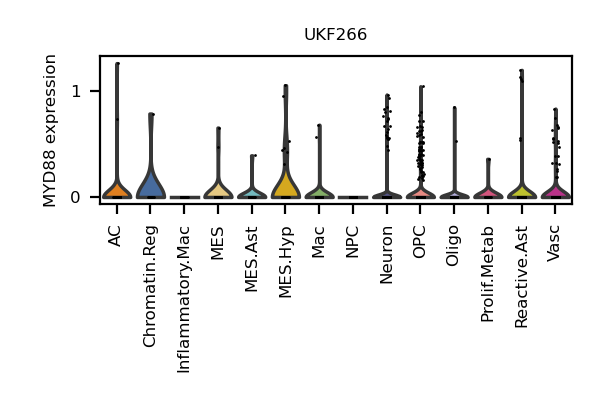 UKF266
MYD88 expression
1
0
AC
Chromatin.Reg
Inflammatory.Mac
MES
MES.Ast
MES.Hyp
Mac
NPC
Neuron
OPC
Oligo
Prolif.Metab
Reactive.Ast
Vasc